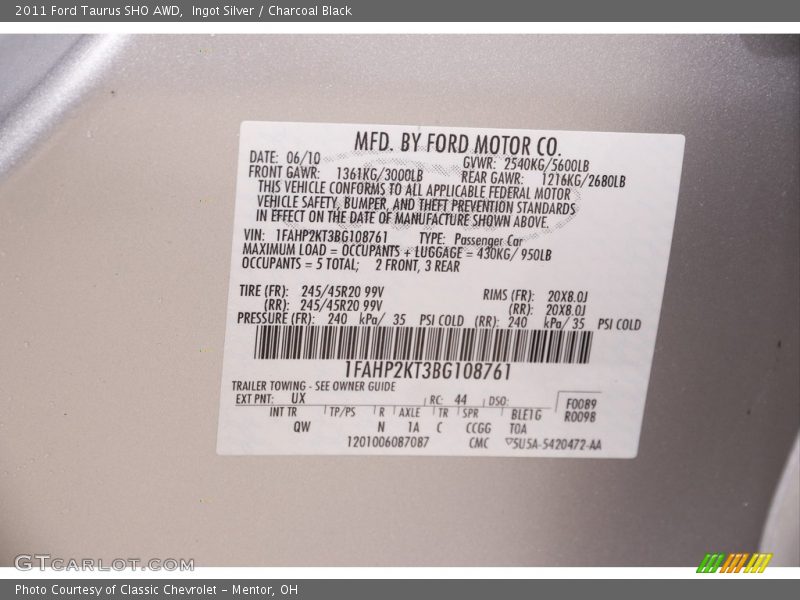 2011 Ford Taurus SHO AWD,  Ingot Silver / Charcoal Black
MFD. BY FORD MOTOR CO.
DATE: 06/10 GVWR: 2540KG/5600LB
FRONT GAWR: 1361KG/3000LB REAR GAWR: 1216KG/2680LB
THIS VEHICLE CONFORMS TO ALL APPLICABLE FEDERAL MOTOR
VEHICLE SAFETY, BUMPER, AND THEFT PREVENTION STANDARDS
IN EFFECT ON THE DATE OF MANUFACTURE SHOWN ABOVE.
VIN: 1FAHP2KT3BG108761 TYPE: Passenger Car
MAXIMUM LOAD = OCCUPANTS + LUGGAGE = 430KG/ 950LB
OCCUPANTS = 5 TOTAL; 2 FRONT, 3 REAR
TIRE (FR): 245/45R20 99V RIMS (FR): 20X8.0J
(RR): 245/45R20 99V (RR): 20X8.0J
PRESSURE (FR): 240 kPa/ 35 PSI COLD (RR): 240 kPa/ 35 PSI COLD
1FAHP2KT3BG108761
TRAILER TOWING - SEE OWNER GUIDE
EXT PNT: UX RC: 44 DSO: F0089
INT TR TP/PS R AXLE TR SPR BLE1G R0098
QW N 1A C CCGG TOA
1201006087087 CMC 5U5A-5420472-AA
GTCARLOT.COM
Photo Courtesy of Classic Chevrolet - Mentor, OH